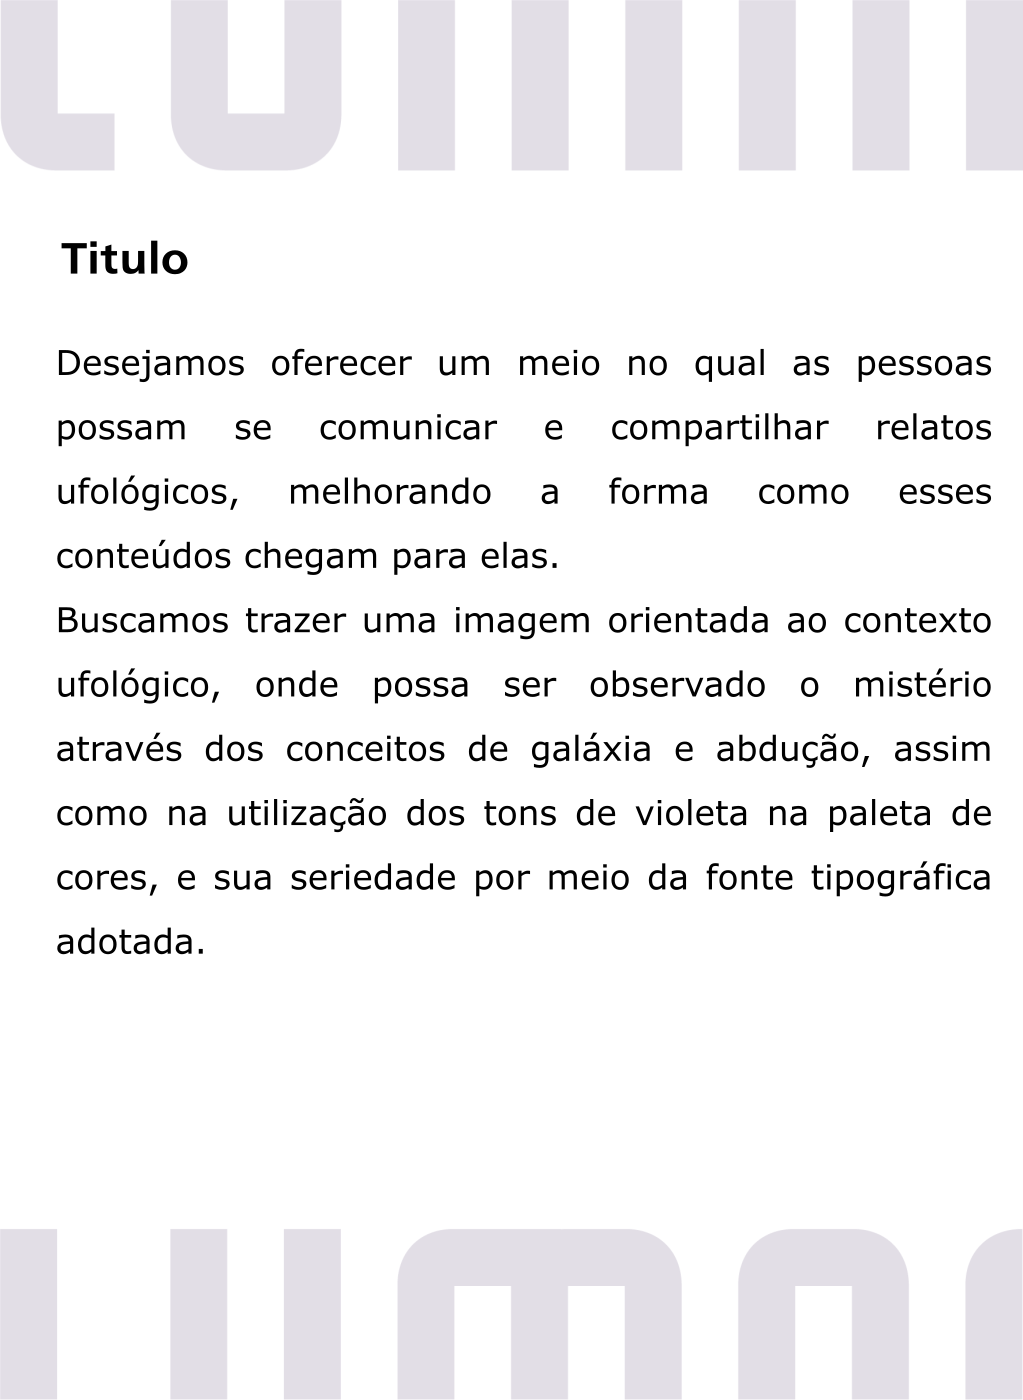 Titulo
Desejamos oferecer um meio no qual as pessoas
possam se comunicar e compartilhar relatos
ufológicos, melhorando a forma como esses
conteúdos chegam para elas.
Buscamos trazer uma imagem orientada ao contexto
ufológico, onde possa ser observado o mistério
através dos conceitos de galáxia e abdução, assim
como na utilização dos tons de violeta na paleta de
cores, e sua seriedade por meio da fonte tipográfica
adotada.